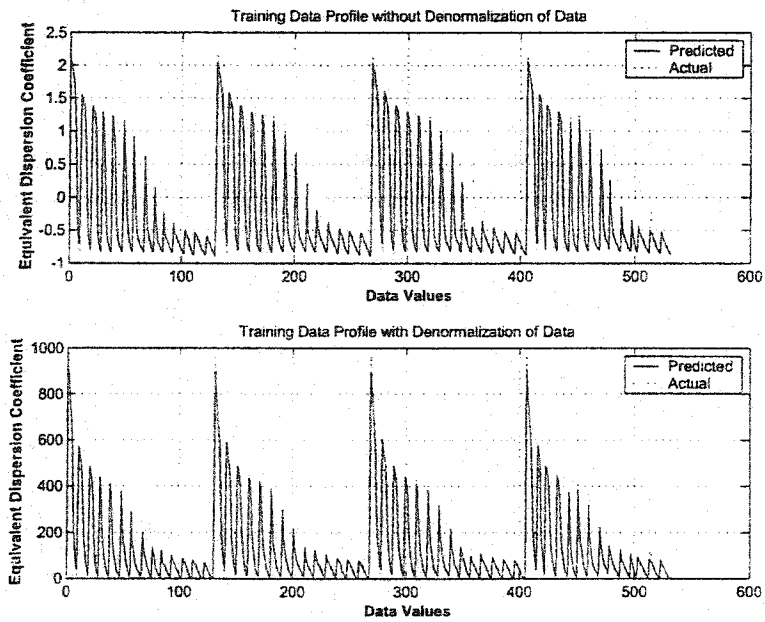 Training Data Profile without Denormalization of Data
2.5
2
1.5
1
0.5
0
-0.5
-1
Equivalent Dispersion Coefficient
Predicted
Actual
0 100 200 300 400 500 600
Data Values
Training Data Profile with Denormalization of Data
1000
800
600
400
200
0
Equivalent Dispersion Coefficient
Predicted
Actual
0 100 200 300 400 500 600
Data Values